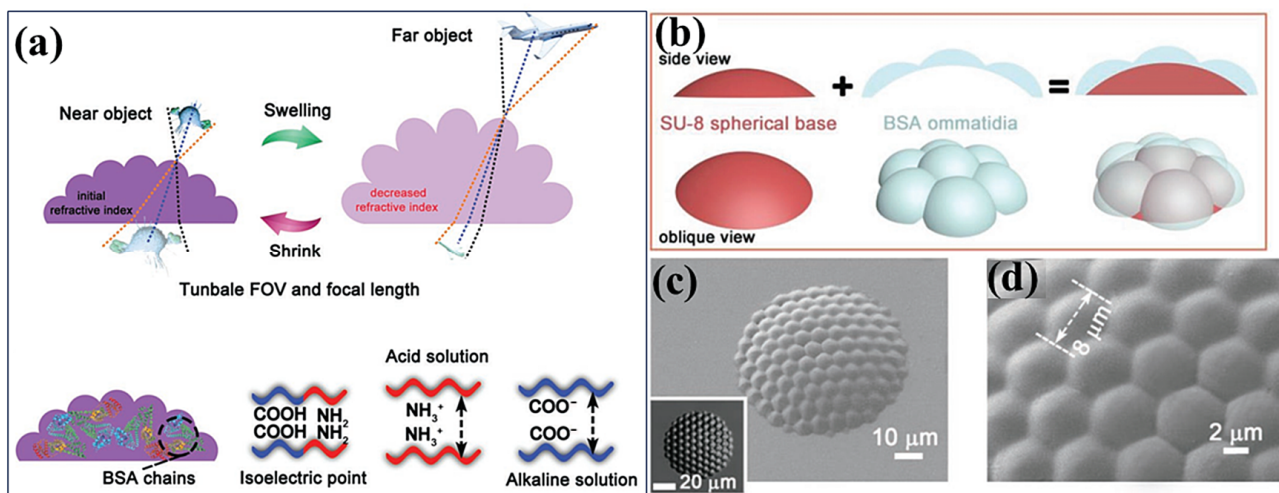 (a)
Far object
Near object
Swelling
initial
refractive index
decreased
refractive index
Shrink
Tunbale FOV and focal length
Acid solution
COOH NH₂
COOH NH₂
NH₃⁺
NH₃⁺
COO⁻
COO⁻
BSA chains
Isoelectric point
Alkaline solution
(b)
side view
+
=
SU-8 spherical base
BSA ommatidia
oblique view
(c)
10 µm
20 µm
(d)
8 µm
2 µm